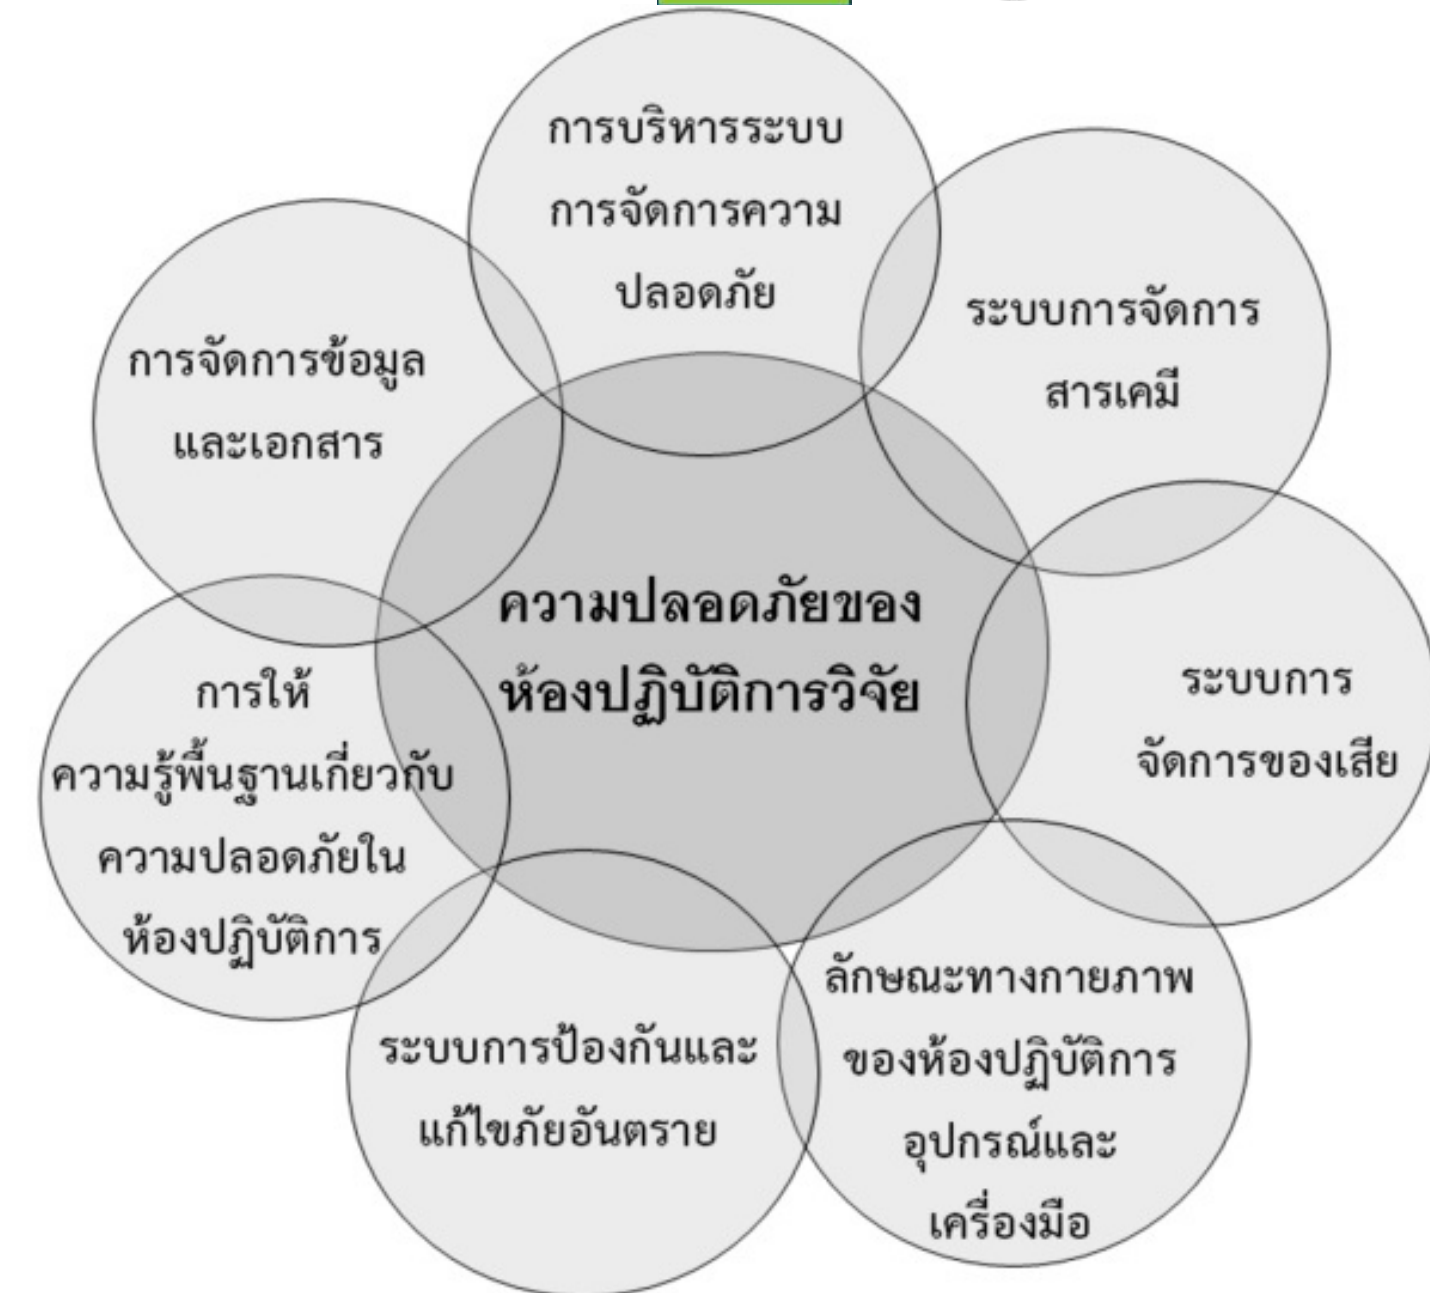 การบริหารระบบ
การจัดการความ
ปลอดภัย
ระบบการจัดการ
สารเคมี
ระบบการ
จัดการของเสีย
ลักษณะทางกายภาพ
ของห้องปฏิบัติการ
อุปกรณ์และ
เครื่องมือ
ระบบการป้องกันและ
แก้ไขภัยอันตราย
การให้
ความรู้พื้นฐานเกี่ยวกับ
ความปลอดภัยใน
ห้องปฏิบัติการ
การจัดการข้อมูล
และเอกสาร
ความปลอดภัยของ
ห้องปฏิบัติการวิจัย